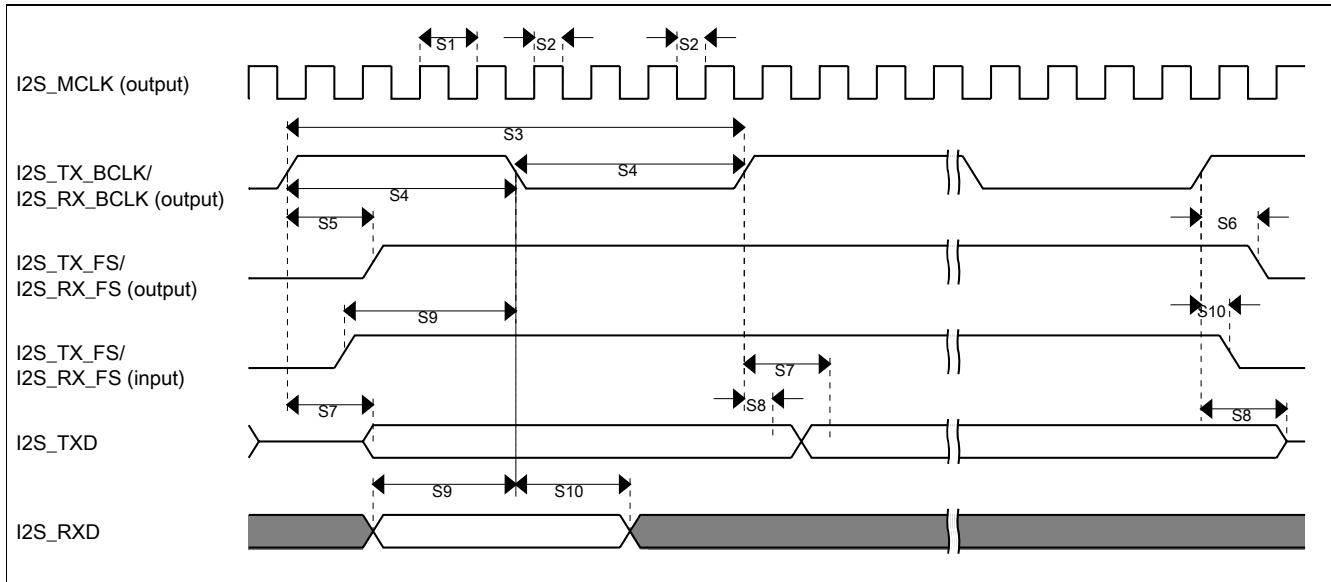 S1 S2 S2
I2S_MCLK (output)
S3
I2S_TX_BCLK/
I2S_RX_BCLK (output)
S4
S4
S5 S6
I2S_TX_FS/
I2S_RX_FS (output)
S9 S10
I2S_TX_FS/
I2S_RX_FS (input)
S7
S7 S8 S8
I2S_TXD
S9 S10
I2S_RXD